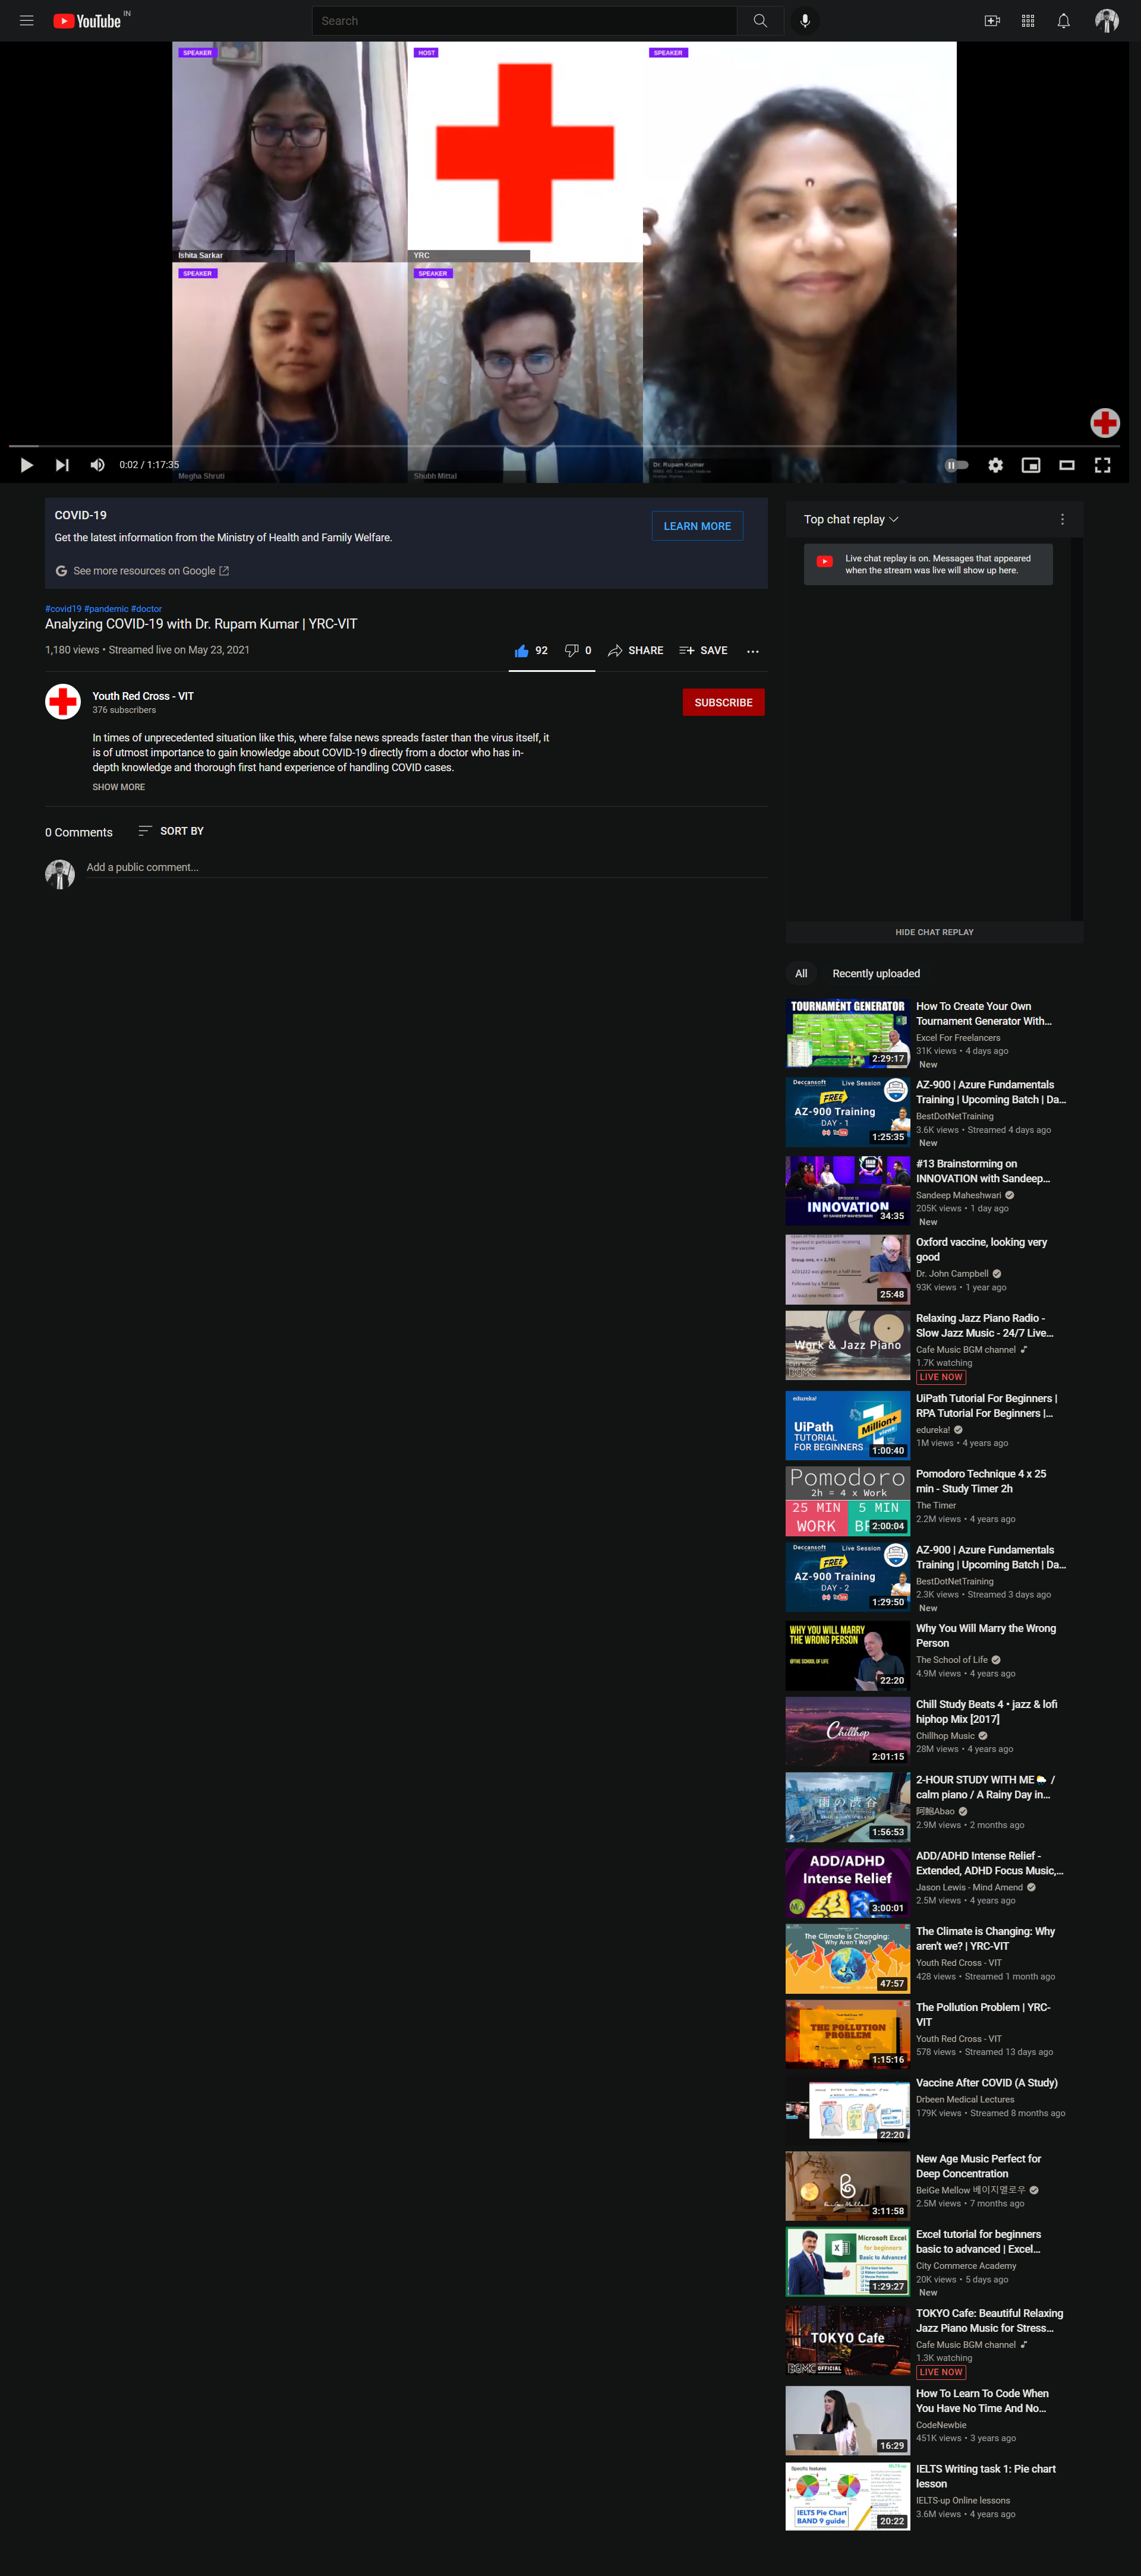 YouTube IN
Search
SPEAKER
HOST
SPEAKER
Ishita Sarkar
YRC
SPEAKER
SPEAKER
Megha Shruti
Shubh Mittal
Dr. Rupam Kumar
0:02 / 1:17:35
COVID-19
Get the latest information from the Ministry of Health and Family Welfare.
LEARN MORE
See more resources on Google
#covid19 #pandemic #doctor
Analyzing COVID-19 with Dr. Rupam Kumar | YRC-VIT
1,180 views • Streamed live on May 23, 2021
92
0
SHARE
SAVE
Youth Red Cross - VIT
376 subscribers
SUBSCRIBE
In times of unprecedented situation like this, where false news spreads faster than the virus itself, it
is of utmost importance to gain knowledge about COVID-19 directly from a doctor who has in-
depth knowledge and thorough first hand experience of handling COVID cases.
SHOW MORE
0 Comments
SORT BY
Add a public comment...
Top chat replay
Live chat replay is on. Messages that appeared
when the stream was live will show up here.
HIDE CHAT REPLAY
All
Recently uploaded
TOURNAMENT GENERATOR
2:29:17
How To Create Your Own
Tournament Generator With...
Excel For Freelancers
31K views • 4 days ago
New
Deccansoft Live Session
FREE
AZ-900 Training
DAY - 1
1:25:35
AZ-900 | Azure Fundamentals
Training | Upcoming Batch | Da...
BestDotNetTraining
3.6K views • Streamed 4 days ago
New
INNOVATION
BY SANDEEP MAHESHWARI
34:35
#13 Brainstorming on
INNOVATION with Sandeep...
Sandeep Maheshwari
205K views • 1 day ago
New
25:48
Oxford vaccine, looking very
good
Dr. John Campbell
93K views • 1 year ago
Work & Jazz Piano
BGMC
Relaxing Jazz Piano Radio -
Slow Jazz Music - 24/7 Live...
Cafe Music BGM channel
1.7K watching
LIVE NOW
edureka!
1 Million+ views
UiPath
TUTORIAL
FOR BEGINNERS
1:00:40
UiPath Tutorial For Beginners |
RPA Tutorial For Beginners |...
edureka!
1M views • 4 years ago
Pomodoro
2h = 4 x Work
25 MIN
5 MIN
WORK
2:00:04
Pomodoro Technique 4 x 25
min - Study Timer 2h
The Timer
2.2M views • 4 years ago
Deccansoft Live Session
FREE
AZ-900 Training
DAY - 2
1:29:50
AZ-900 | Azure Fundamentals
Training | Upcoming Batch | Da...
BestDotNetTraining
2.3K views • Streamed 3 days ago
New
WHY YOU WILL MARRY
THE WRONG PERSON
@THE SCHOOL OF LIFE
22:20
Why You Will Marry the Wrong
Person
The School of Life
4.9M views • 4 years ago
Chillhop
2:01:15
Chill Study Beats 4 • jazz & lofi
hiphop Mix [2017]
Chillhop Music
28M views • 4 years ago
雨の渋谷
1:56:53
2-HOUR STUDY WITH ME🌦️ /
calm piano / A Rainy Day in...
阿鮑Abao
2.9M views • 2 months ago
ADD/ADHD
Intense Relief
3:00:01
ADD/ADHD Intense Relief -
Extended, ADHD Focus Music,...
Jason Lewis - Mind Amend
2.5M views • 4 years ago
The Climate is Changing:
Why Aren't We?
47:57
The Climate is Changing: Why
aren't we? | YRC-VIT
Youth Red Cross - VIT
428 views • Streamed 1 month ago
THE POLLUTION
PROBLEM
1:15:16
The Pollution Problem | YRC-
VIT
Youth Red Cross - VIT
578 views • Streamed 13 days ago
22:20
Vaccine After COVID (A Study)
Drbeen Medical Lectures
179K views • Streamed 8 months ago
BeiGe Mellow
3:11:58
New Age Music Perfect for
Deep Concentration
BeiGe Mellow 베이지멜로우
2.5M views • 7 months ago
Microsoft Excel
for beginners
Basic to Advanced
1:29:27
Excel tutorial for beginners
basic to advanced | Excel...
City Commerce Academy
20K views • 5 days ago
New
TOKYO Cafe
BGMC OFFICIAL
TOKYO Cafe: Beautiful Relaxing
Jazz Piano Music for Stress...
Cafe Music BGM channel
1.3K watching
LIVE NOW
16:29
How To Learn To Code When
You Have No Time And No...
CodeNewbie
451K views • 3 years ago
Specific features
IELTS Pie Chart
BAND 9 guide
20:22
IELTS Writing task 1: Pie chart
lesson
IELTS-up Online lessons
3.6M views • 4 years ago